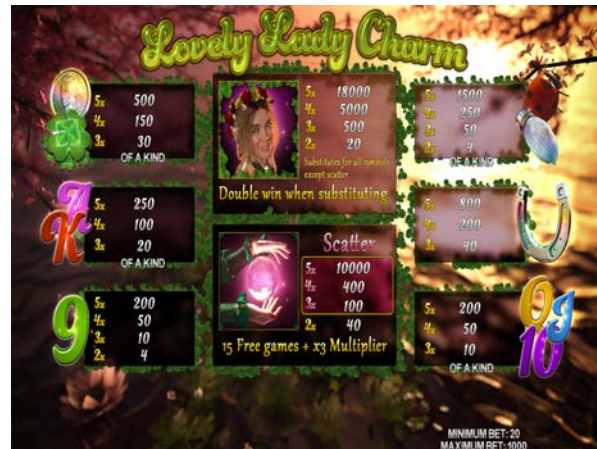 Lovely Lady Charm
5x 500
4x 150
3x 30
OF A KIND
5x 18000
4x 5000
3x 500
2x 20
Substitutes for all symbols
except scatter.
Double win when substituting
5x 1500
4x 250
3x 50
2x 4
OF A KIND
A K
5x 250
4x 100
3x 20
OF A KIND
Scatter
5x 10000
4x 400
3x 100
2x 40
15 Free games + x3 Multiplier
5x 800
4x 200
3x 40
9
5x 200
4x 50
3x 10
2x 4
5x 200
4x 50
3x 10
OF A KIND
Q J
10
MINIMUM BET: 20
MAXIMUM BET: 1000